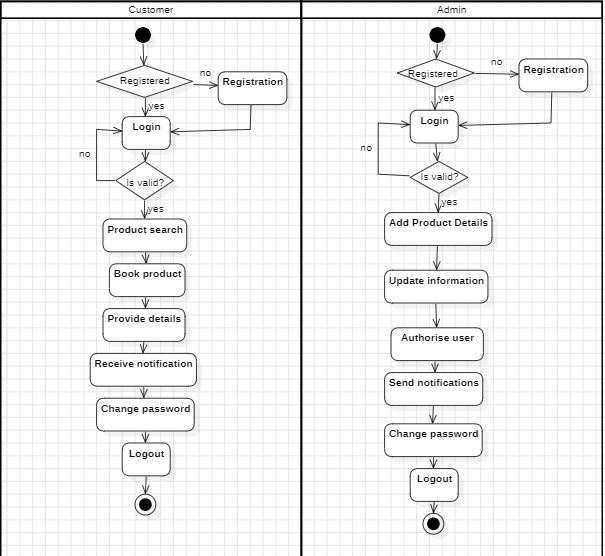 Customer
Registered
no
Registration
yes
Login
no
Is valid?
yes
Product search
Book product
Provide details
Receive notification
Change password
Logout
Admin
Registered
no
Registration
yes
Login
no
Is valid?
yes
Add Product Details
Update information
Authorise user
Send notifications
Change password
Logout